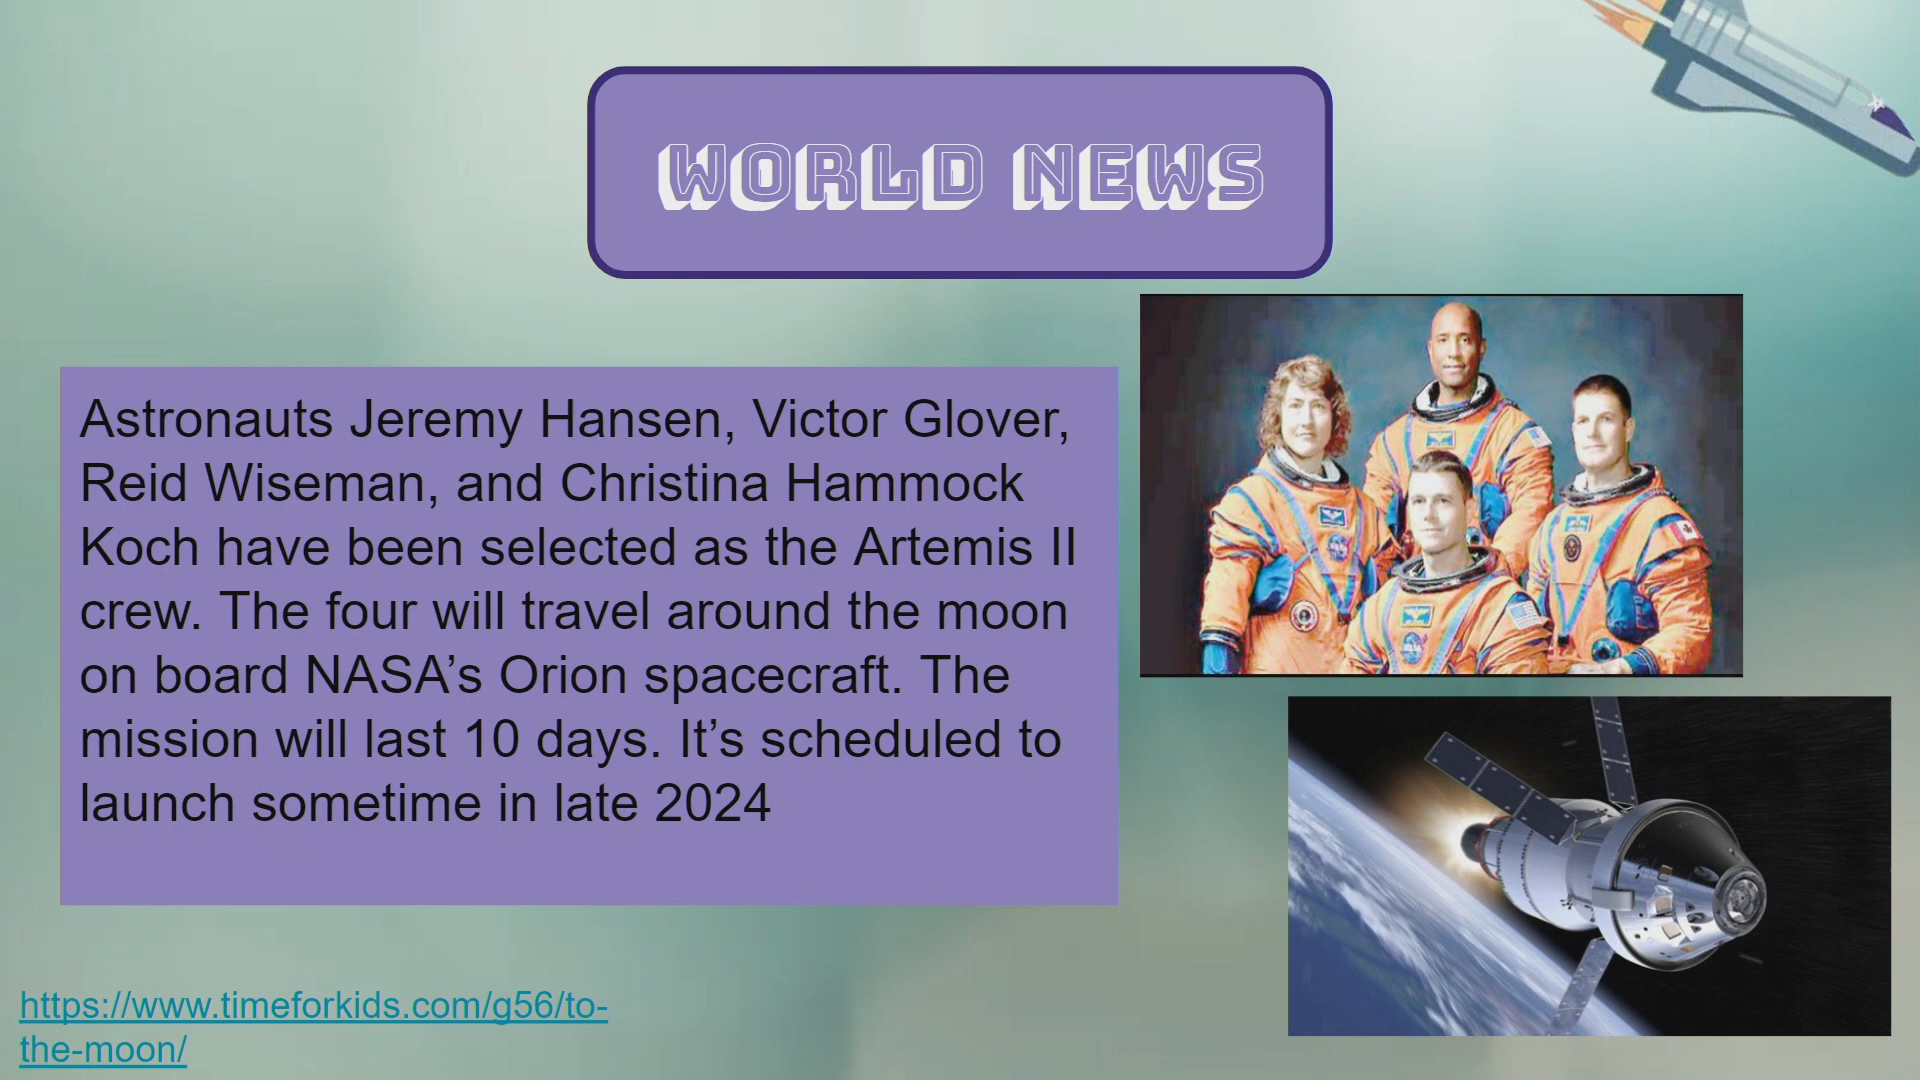 WORLD NEWS
Astronauts Jeremy Hansen, Victor Glover,
Reid Wiseman, and Christina Hammock
Koch have been selected as the Artemis II
crew. The four will travel around the moon
on board NASA’s Orion spacecraft. The
mission will last 10 days. It’s scheduled to
launch sometime in late 2024
https://www.timeforkids.com/g56/to-
the-moon/